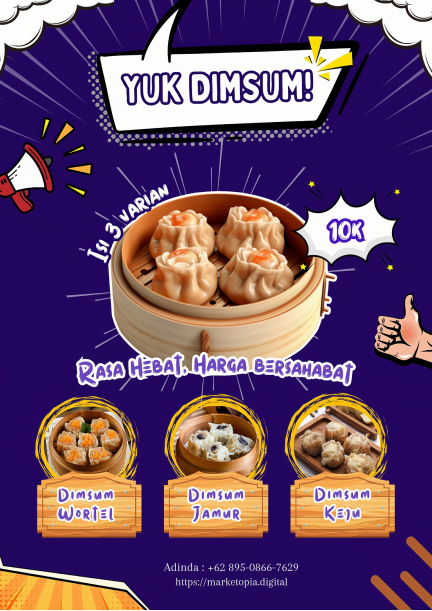 YUK DIMSUM!
Isi 3 varian
10K
Rasa Hebat, Harga bersahabat
Dimsum
Wortel
Dimsum
Jamur
Dimsum
Keju
Adinda : +62 895-0866-7629
https://marketopia.digital